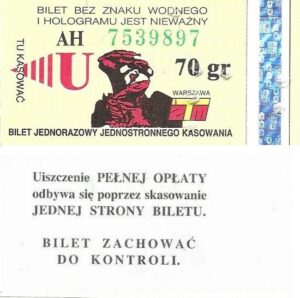 BILET BEZ ZNAKU WODNEGO
I HOLOGRAMU JEST NIEWAŻNY
TU KASOWAĆ
AH 7539897
U 70 gr
WARSZAWA
ztm
BILET JEDNORAZOWY JEDNOSTRONNEGO KASOWANIA
Uiszczenie PEŁNEJ OPŁATY
odbywa się poprzez skasowanie
JEDNEJ STRONY BILETU.
BILET ZACHOWAĆ
DO KONTROLI.